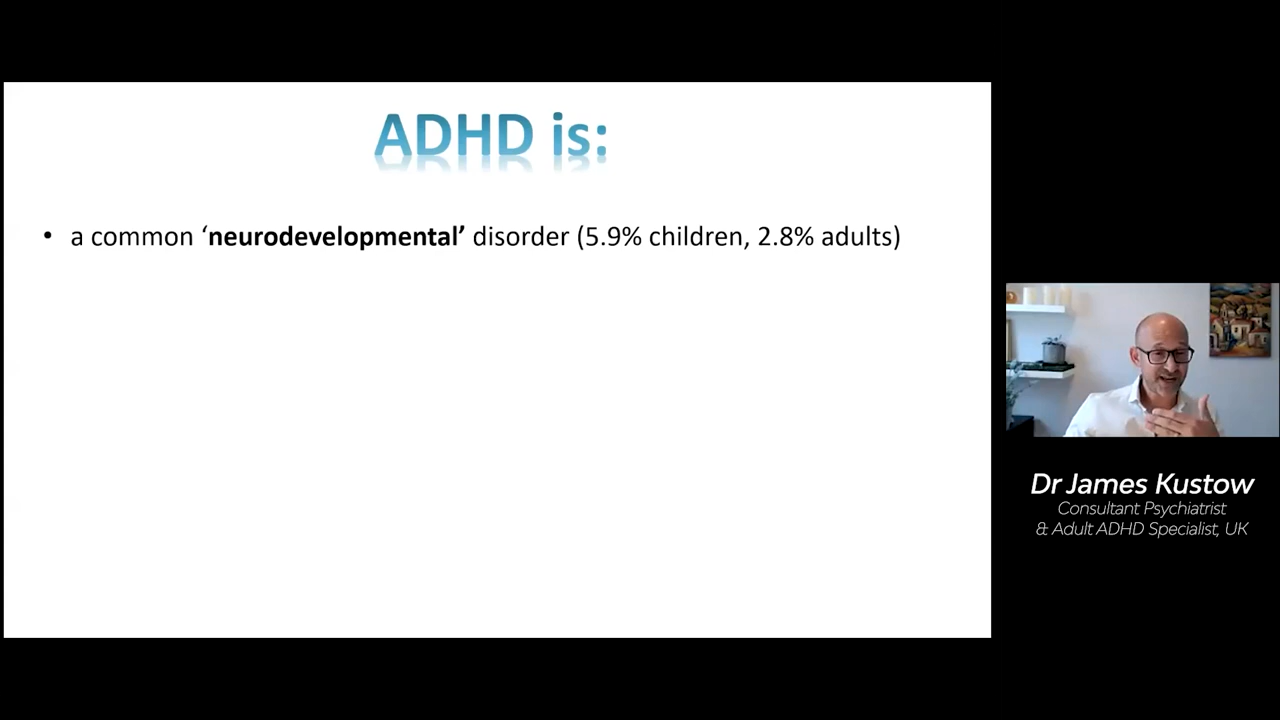 ADHD is:
• a common ‘neurodevelopmental’ disorder (5.9% children, 2.8% adults)
Dr James Kustow
Consultant Psychiatrist
& Adult ADHD Specialist, UK